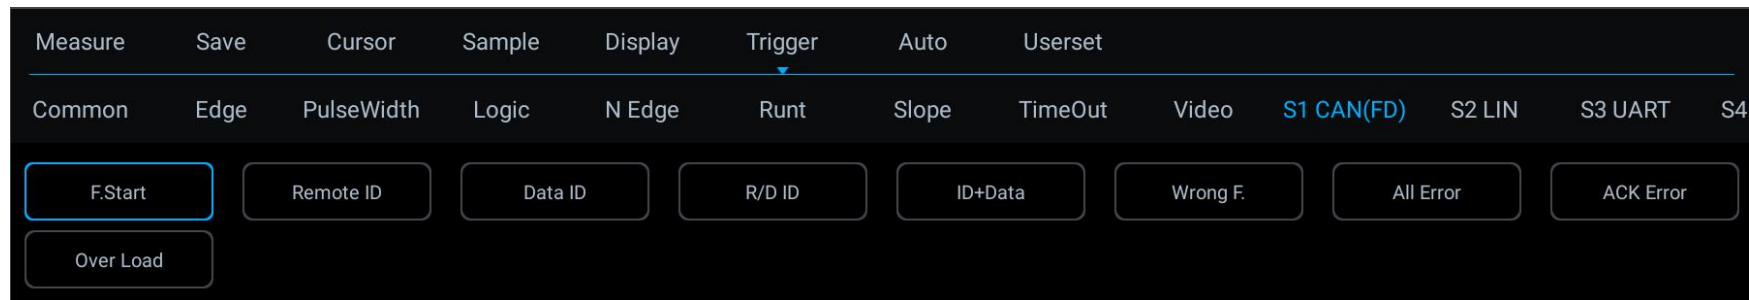 Measure Save Cursor Sample Display Trigger Auto Userset
Common Edge PulseWidth Logic N Edge Runt Slope TimeOut Video S1 CAN(FD) S2 LIN S3 UART S4
F.Start Remote ID Data ID R/D ID ID+Data Wrong F. All Error ACK Error
Over Load